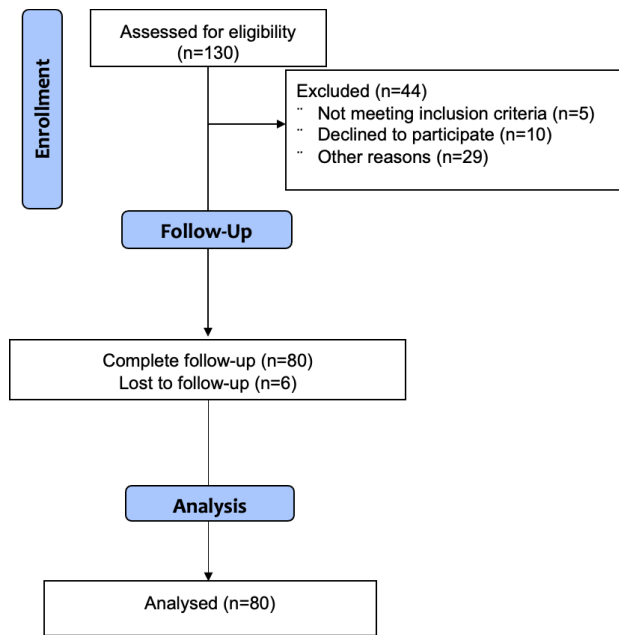 Enrollment
Assessed for eligibility
(n=130)
Excluded (n=44)
¨ Not meeting inclusion criteria (n=5)
¨ Declined to participate (n=10)
¨ Other reasons (n=29)
Follow-Up
Complete follow-up (n=80)
Lost to follow-up (n=6)
Analysis
Analysed (n=80)